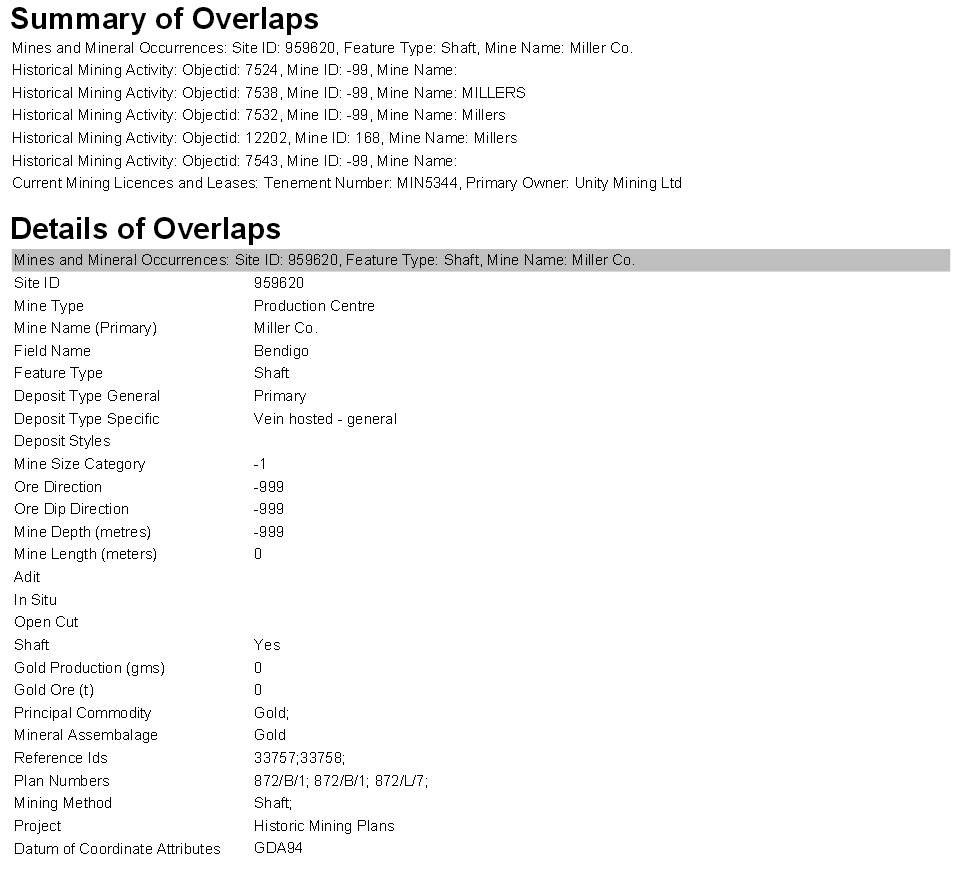 Summary of Overlaps
Mines and Mineral Occurrences: Site ID: 959620, Feature Type: Shaft, Mine Name: Miller Co.
Historical Mining Activity: Objectid: 7524, Mine ID: -99, Mine Name:
Historical Mining Activity: Objectid: 7538, Mine ID: -99, Mine Name: MILLERS
Historical Mining Activity: Objectid: 7532, Mine ID: -99, Mine Name: Millers
Historical Mining Activity: Objectid: 12202, Mine ID: 168, Mine Name: Millers
Historical Mining Activity: Objectid: 7543, Mine ID: -99, Mine Name:
Current Mining Licences and Leases: Tenement Number: MIN5344, Primary Owner: Unity Mining Ltd
Details of Overlaps
Mines and Mineral Occurrences: Site ID: 959620, Feature Type: Shaft, Mine Name: Miller Co.
Site ID 959620
Mine Type Production Centre
Mine Name (Primary) Miller Co.
Field Name Bendigo
Feature Type Shaft
Deposit Type General Primary
Deposit Type Specific Vein hosted - general
Deposit Styles
Mine Size Category -1
Ore Direction -999
Ore Dip Direction -999
Mine Depth (metres) -999
Mine Length (meters) 0
Adit
In Situ
Open Cut
Shaft Yes
Gold Production (gms) 0
Gold Ore (t) 0
Principal Commodity Gold;
Mineral Assembalage Gold
Reference Ids 33757;33758;
Plan Numbers 872/B/1; 872/B/1; 872/L/7;
Mining Method Shaft;
Project Historic Mining Plans
Datum of Coordinate Attributes GDA94